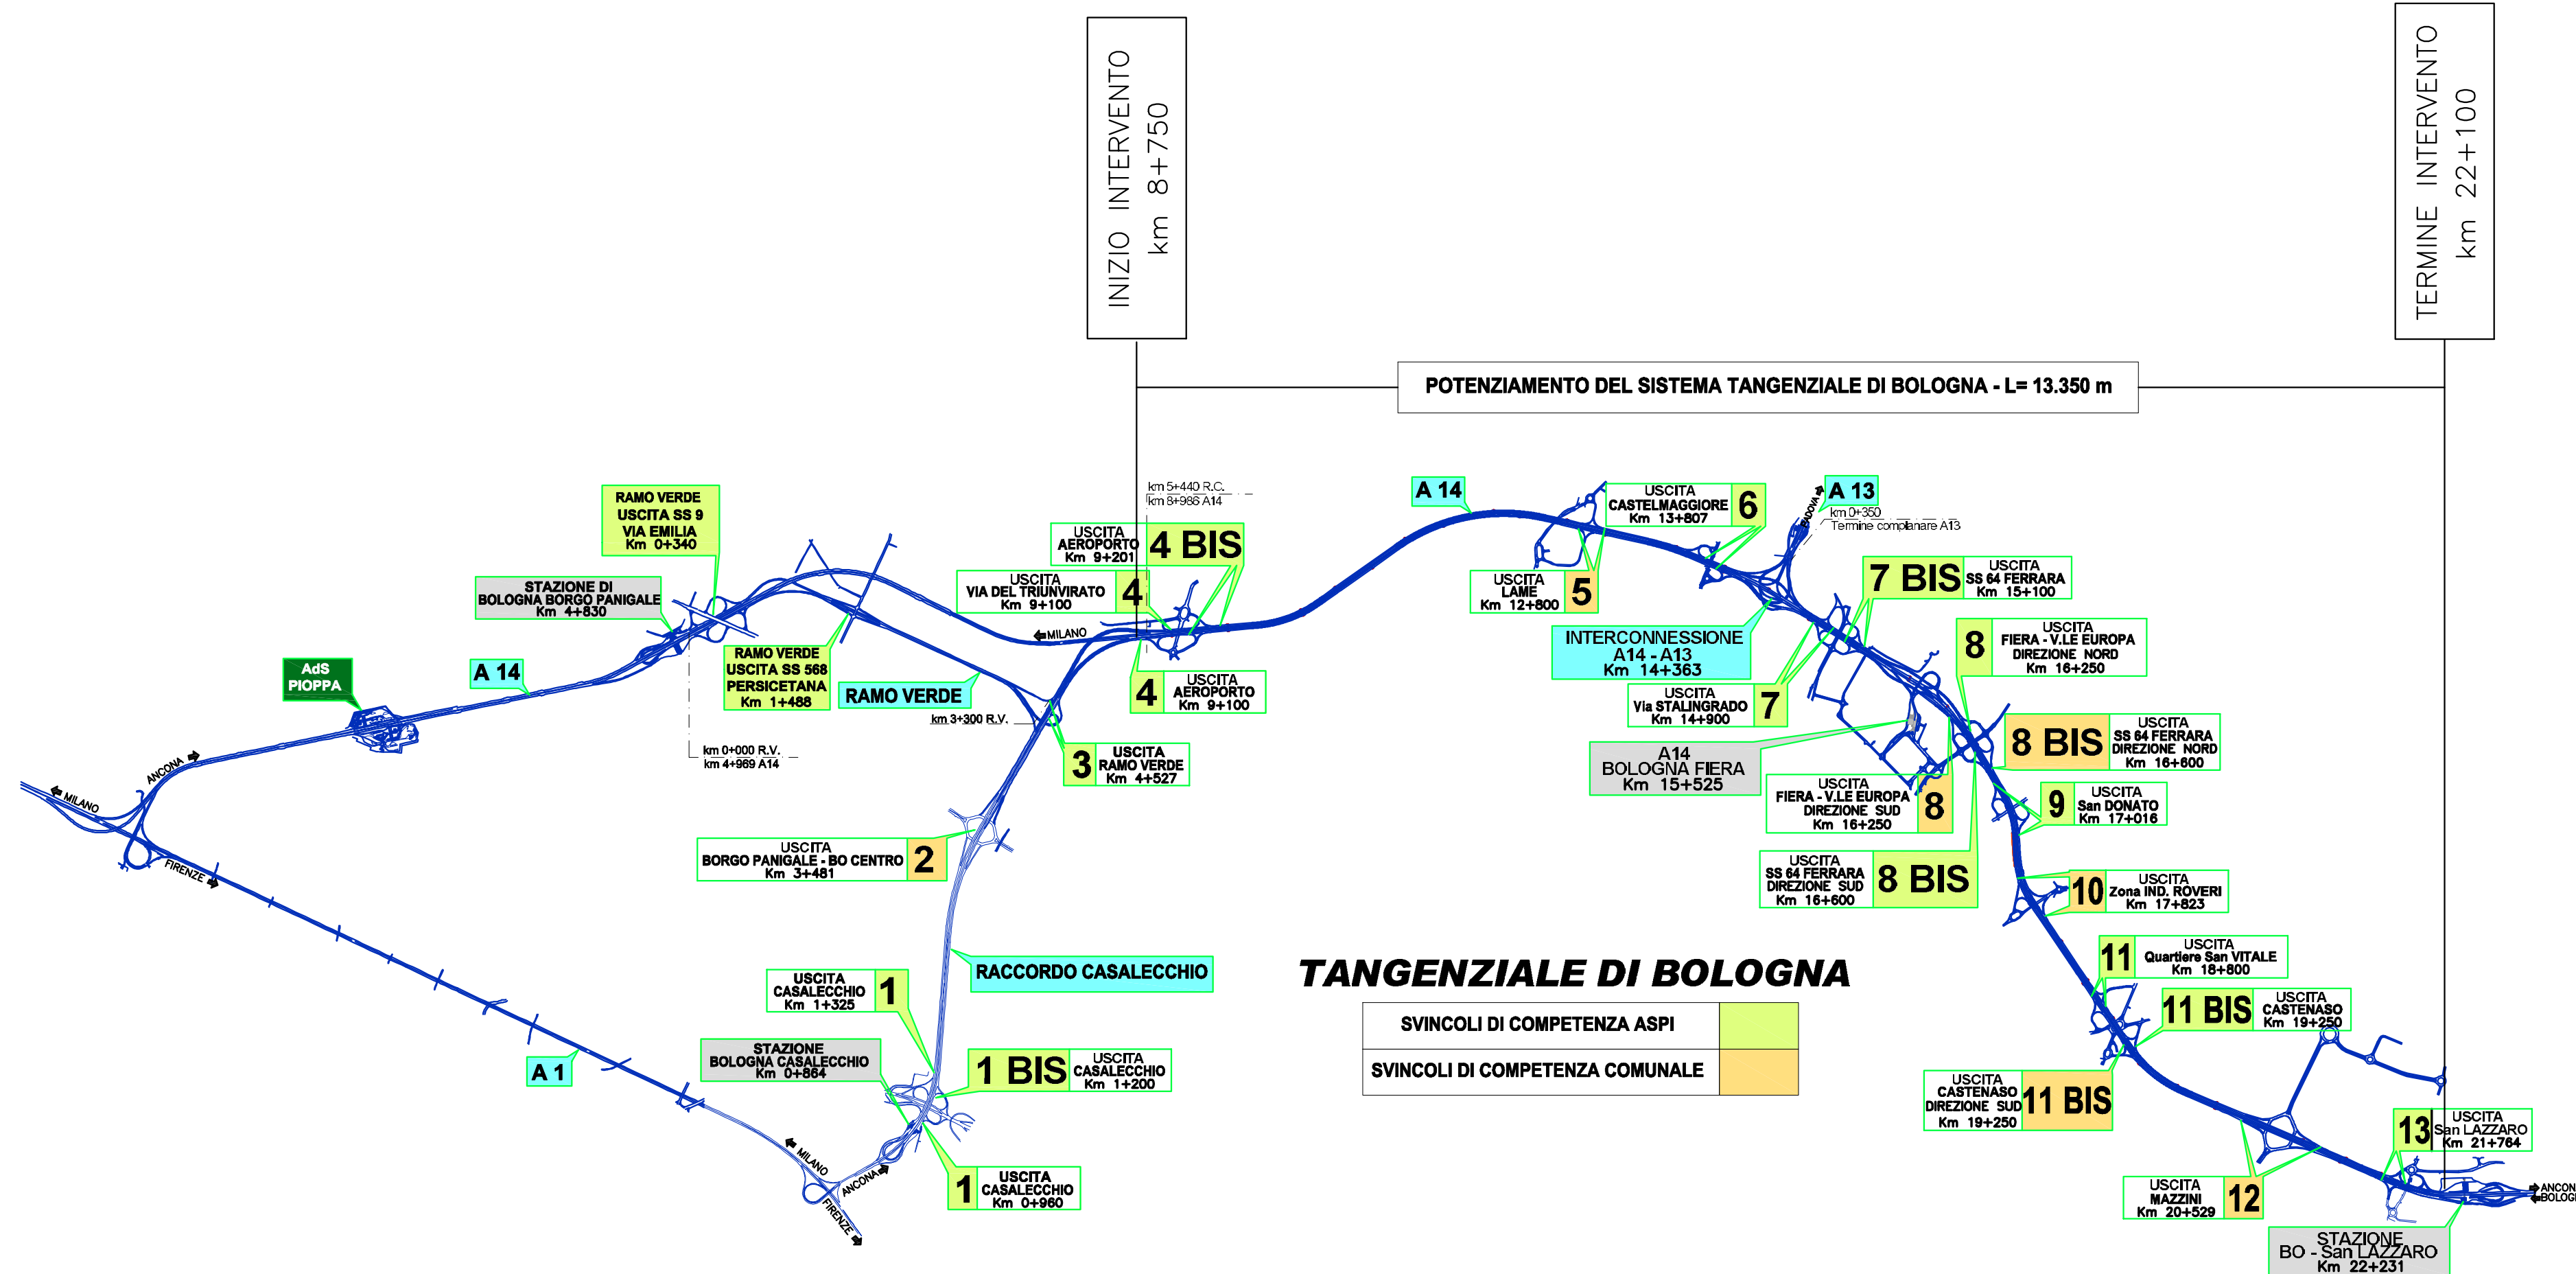 INIZIO INTERVENTO
km 8+750
TERMINE INTERVENTO
km 22+100
POTENZIAMENTO DEL SISTEMA TANGENZIALE DI BOLOGNA - L= 13.350 m
RAMO VERDE
USCITA SS 9
VIA EMILIA
Km 0+340
STAZIONE DI
BOLOGNA BORGO PANIGALE
Km 4+830
AdS
PIOPPA
A 14
RAMO VERDE
USCITA SS 568
PERSICETANA
Km 1+488
RAMO VERDE
km 0+000 R.V.
km 4+969 A14
km 3+300 R.V.
km 5+440 R.C.
km 8+986 A14
USCITA
AEROPORTO
Km 9+201
4 BIS
USCITA
VIA DEL TRIUNVIRATO
Km 9+100
4
MILANO
4
USCITA
AEROPORTO
Km 9+100
3
USCITA
RAMO VERDE
Km 4+527
USCITA
BORGO PANIGALE - BO CENTRO
Km 3+481
2
ANCONA
MILANO
FIRENZE
A 1
RACCORDO CASALECCHIO
USCITA
CASALECCHIO
Km 1+325
1
STAZIONE
BOLOGNA CASALECCHIO
Km 0+864
1 BIS
USCITA
CASALECCHIO
Km 1+200
1
USCITA
CASALECCHIO
Km 0+960
MILANO
ANCONA
FIRENZE
A 14
USCITA
LAME
Km 12+800
5
USCITA
CASTELMAGGIORE
Km 13+807
6
PADOVA
A 13
km 0+350
Termine complanare A13
INTERCONNESSIONE
A14 - A13
Km 14+363
7 BIS
USCITA
SS 64 FERRARA
Km 15+100
USCITA
Via STALINGRADO
Km 14+900
7
A14
BOLOGNA FIERA
Km 15+525
8
USCITA
FIERA - V.LE EUROPA
DIREZIONE NORD
Km 16+250
8 BIS
USCITA
SS 64 FERRARA
DIREZIONE NORD
Km 16+600
USCITA
FIERA - V.LE EUROPA
DIREZIONE SUD
Km 16+250
8
USCITA
SS 64 FERRARA
DIREZIONE SUD
Km 16+600
8 BIS
9
USCITA
San DONATO
Km 17+016
10
USCITA
Zona IND. ROVERI
Km 17+823
11
USCITA
Quartiere San VITALE
Km 18+800
11 BIS
USCITA
CASTENASO
Km 19+250
USCITA
CASTENASO
DIREZIONE SUD
Km 19+250
11 BIS
USCITA
MAZZINI
Km 20+529
12
13
USCITA
San LAZZARO
Km 21+764
STAZIONE
BO - San LAZZARO
Km 22+231
ANCON
BOLOG
TANGENZIALE DI BOLOGNA
SVINCOLI DI COMPETENZA ASPI
SVINCOLI DI COMPETENZA COMUNALE